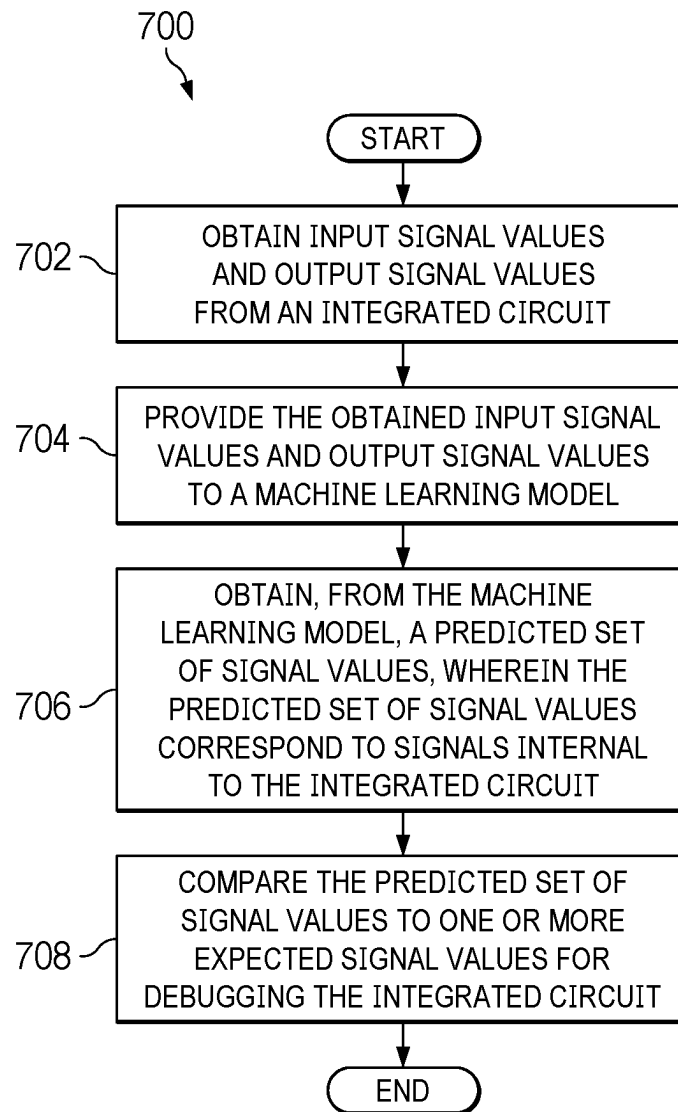 700
START
702
OBTAIN INPUT SIGNAL VALUES
AND OUTPUT SIGNAL VALUES
FROM AN INTEGRATED CIRCUIT
704
PROVIDE THE OBTAINED INPUT SIGNAL
VALUES AND OUTPUT SIGNAL VALUES
TO A MACHINE LEARNING MODEL
706
OBTAIN, FROM THE MACHINE
LEARNING MODEL, A PREDICTED SET
OF SIGNAL VALUES, WHEREIN THE
PREDICTED SET OF SIGNAL VALUES
CORRESPOND TO SIGNALS INTERNAL
TO THE INTEGRATED CIRCUIT
708
COMPARE THE PREDICTED SET OF
SIGNAL VALUES TO ONE OR MORE
EXPECTED SIGNAL VALUES FOR
DEBUGGING THE INTEGRATED CIRCUIT
END